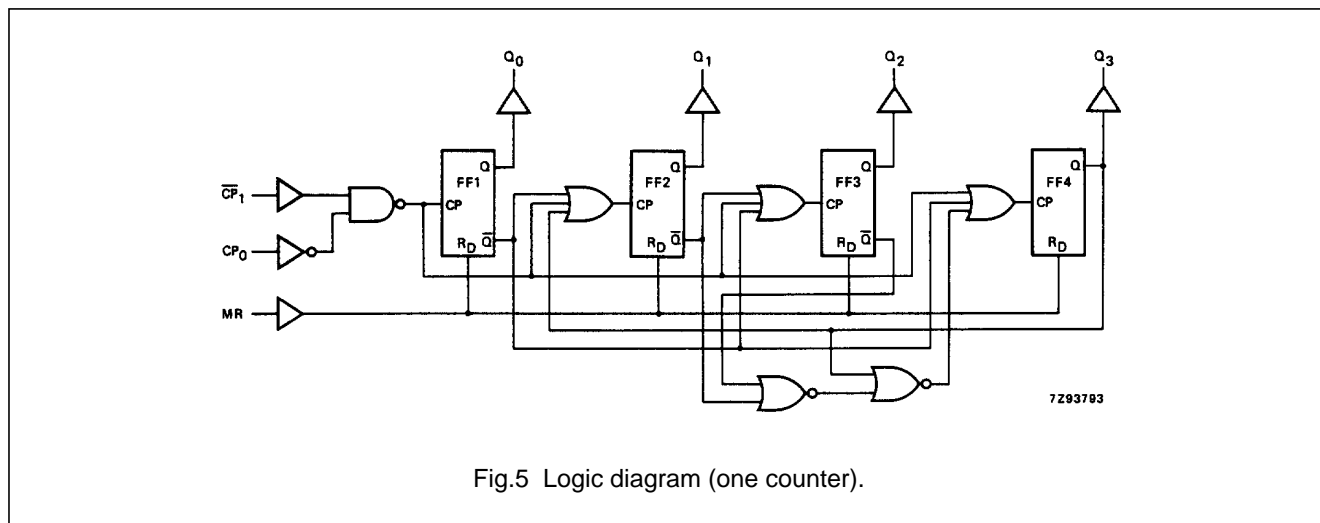 Q0 Q1 Q2 Q3
Q Q Q Q
FF1 FF2 FF3 FF4
CP1
CP CP CP CP
CP0
RD Q RD Q RD Q RD
MR
7Z93793
Fig.5 Logic diagram (one counter).